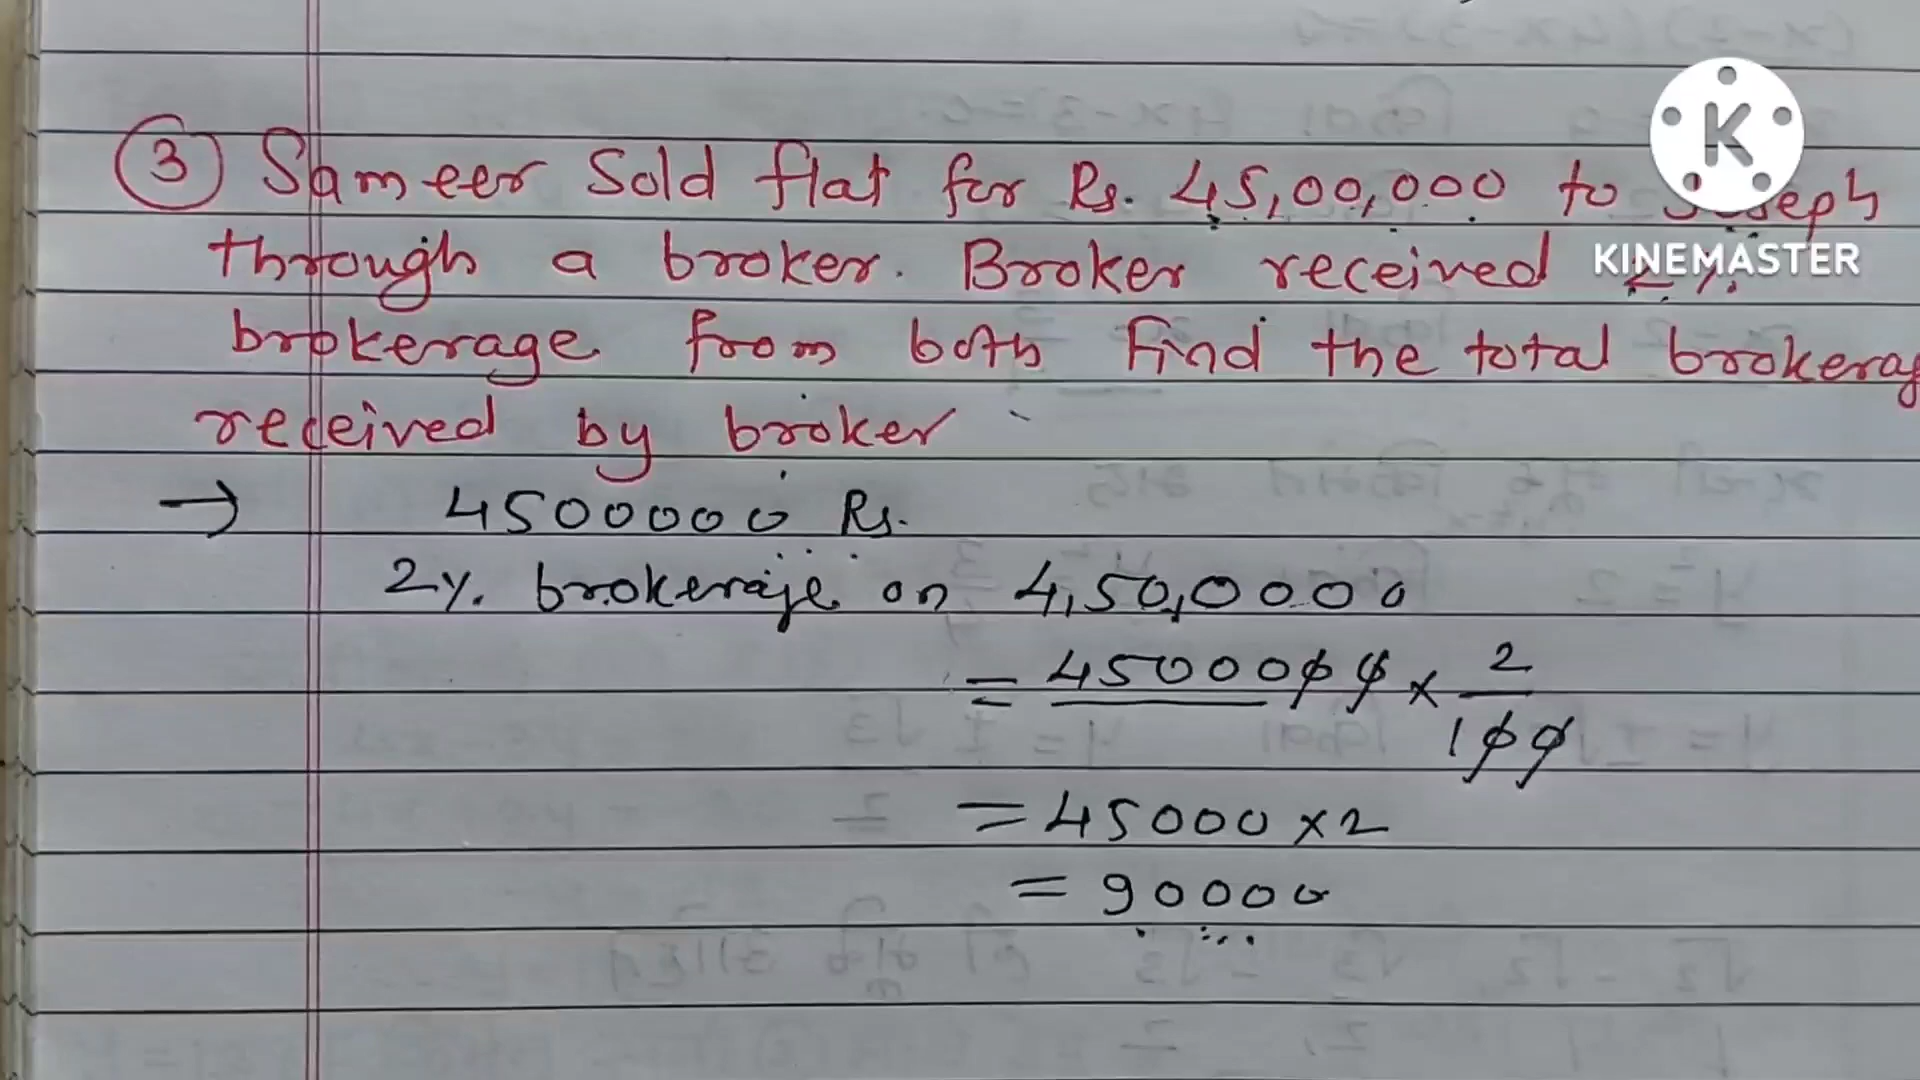 ③ Sameer Sold flat for Rs. 45,00,000 to Joseph
through a broker. Broker received 2%
brokerage from both Find the total brokerag
received by broker
→ 4500000 Rs.
2%. brokeraje on 4,50,0000
= 4500000 × 2/100
= 45000 × 2
= 90000
K
KINEMASTER